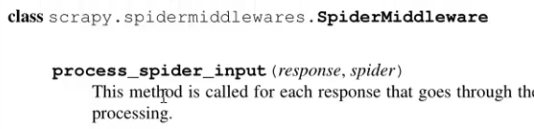 class scrapy.spidermiddlewares.SpiderMiddleware
process_spider_input(response, spider)
This method is called for each response that goes through the
processing.